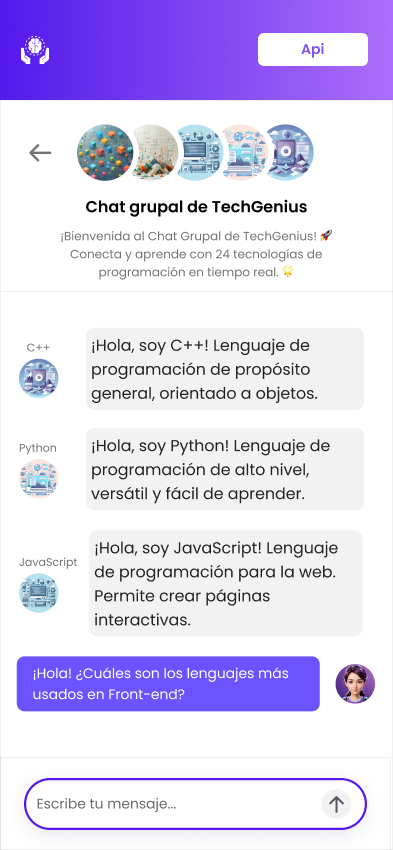 Api
Chat grupal de TechGenius
¡Bienvenida al Chat Grupal de TechGenius! 🚀
Conecta y aprende con 24 tecnologías de
programación en tiempo real. 🌟
C++
¡Hola, soy C++! Lenguaje de
programación de propósito
general, orientado a objetos.
Python
¡Hola, soy Python! Lenguaje de
programación de alto nivel,
versátil y fácil de aprender.
JavaScript
¡Hola, soy JavaScript! Lenguaje
de programación para la web.
Permite crear páginas
interactivas.
¡Hola! ¿Cuáles son los lenguajes más
usados en Front-end?
Escribe tu mensaje...